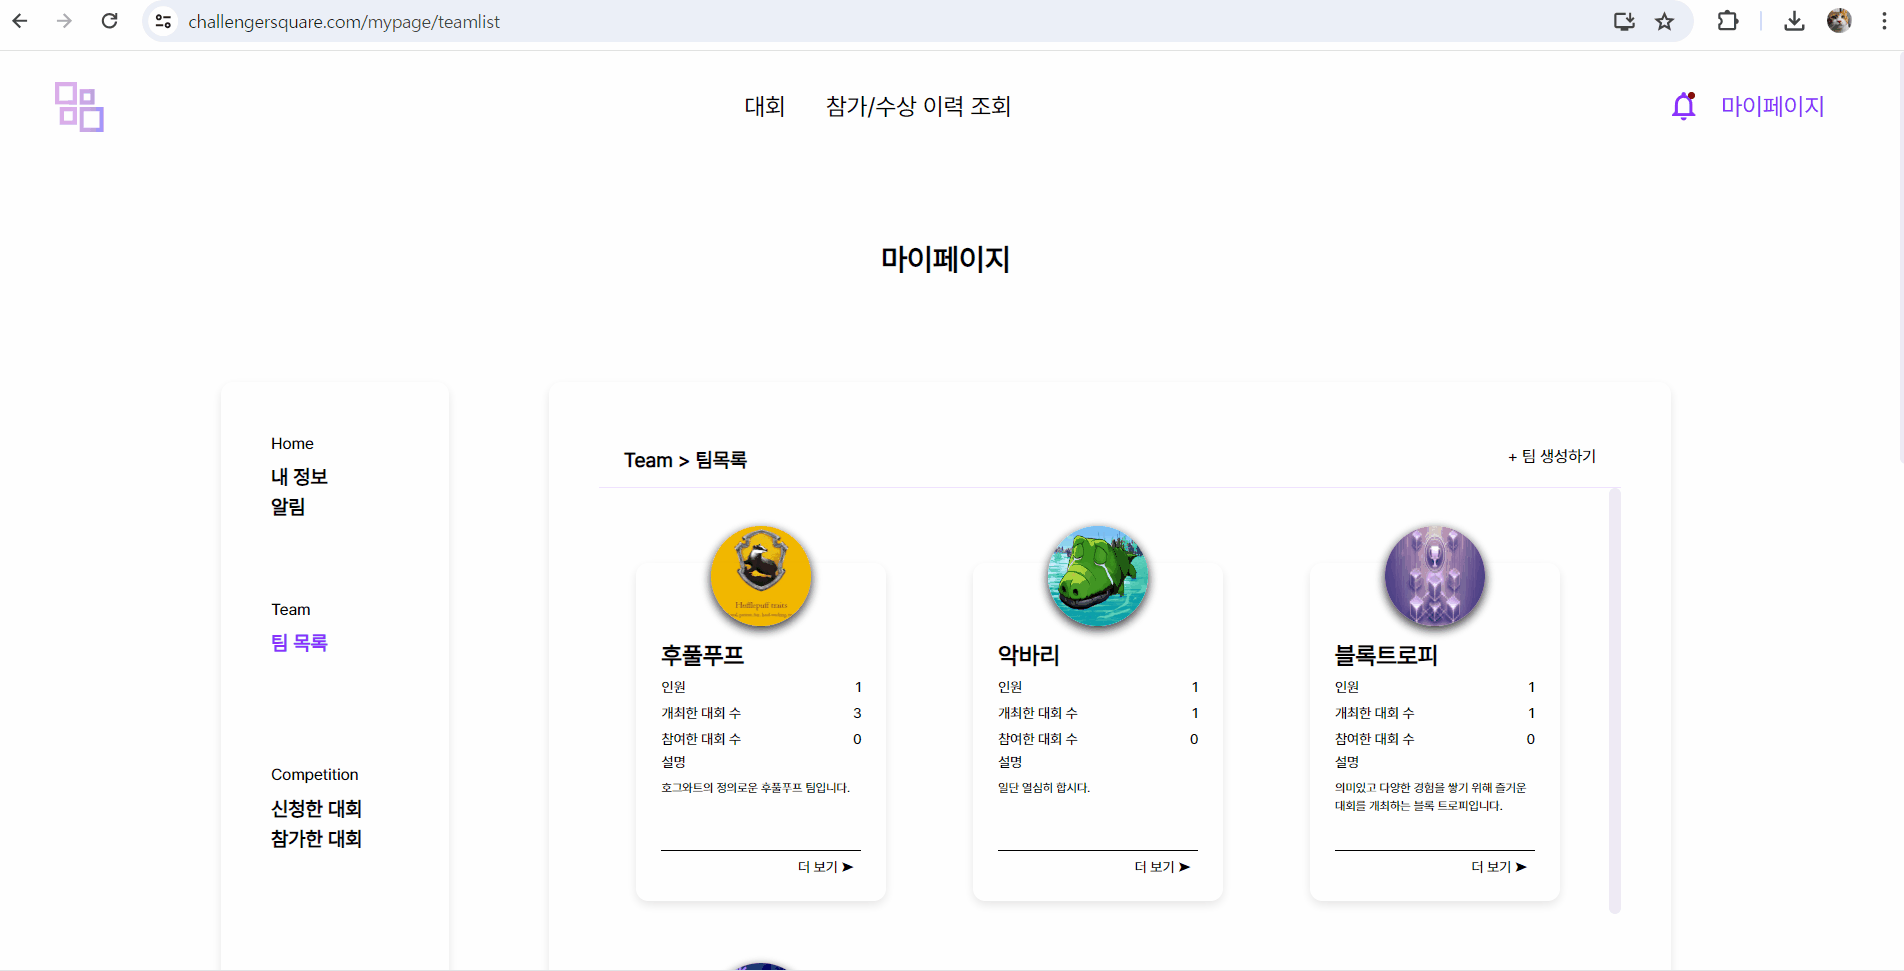 challengersquare.com/mypage/teamlist
대회 참가/수상 이력 조회 마이페이지
마이페이지
Home
내 정보
알림
Team
팀 목록
Competition
신청한 대회
참가한 대회
Team > 팀목록 + 팀 생성하기
Hufflepuff traits
후풀푸프
인원 1
개최한 대회 수 3
참여한 대회 수 0
설명
호그와트의 정의로운 후풀푸프 팀입니다.
더 보기 ➤
악바리
인원 1
개최한 대회 수 1
참여한 대회 수 0
설명
일단 열심히 합시다.
더 보기 ➤
블록트로피
인원 1
개최한 대회 수 1
참여한 대회 수 0
설명
의미있고 다양한 경험을 쌓기 위해 즐거운
대회를 개최하는 블록 트로피입니다.
더 보기 ➤